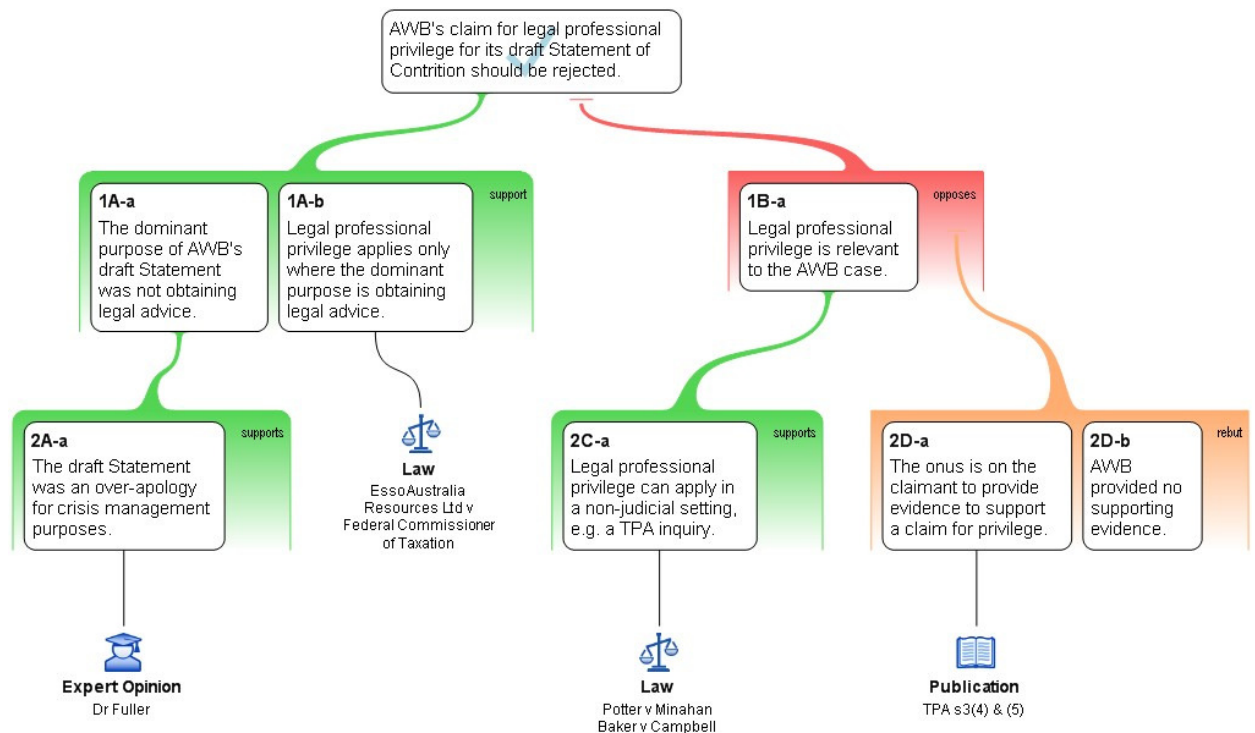 AWB's claim for legal professional
privilege for its draft Statement of
Contrition should be rejected.
1A-a
The dominant
purpose of AWB's
draft Statement
was not obtaining
legal advice.
1A-b
Legal professional
privilege applies only
where the dominant
purpose is obtaining
legal advice.
support
1B-a
Legal professional
privilege is relevant
to the AWB case.
opposes
2A-a
The draft Statement
was an over-apology
for crisis management
purposes.
supports
Law
EssoAustralia
Resources Ltd v
Federal Commissioner
of Taxation
2C-a
Legal professional
privilege can apply in
a non-judicial setting,
e.g. a TPA inquiry.
supports
2D-a
The onus is on the
claimant to provide
evidence to support
a claim for privilege.
2D-b
AWB
provided no
supporting
evidence.
rebut
Expert Opinion
Dr Fuller
Law
Potter v Minahan
Baker v Campbell
Publication
TPA s3(4) & (5)